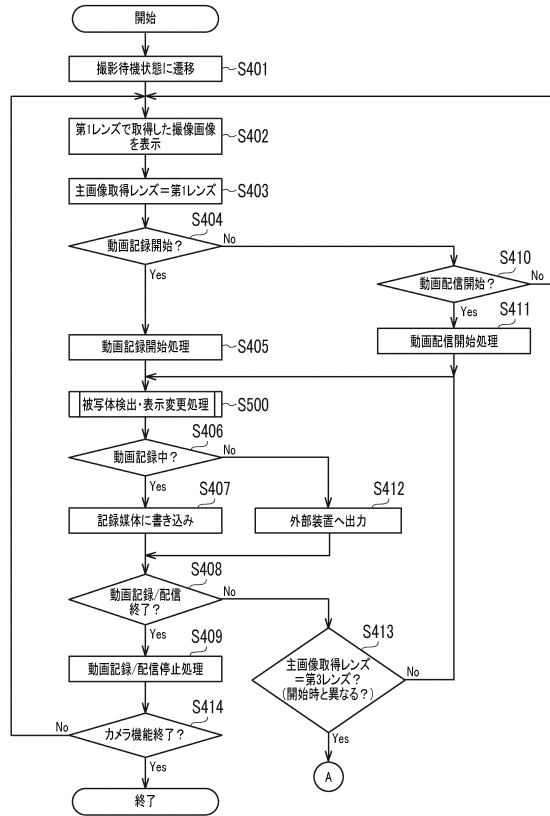 開始
撮影待機状態に遷移
S401
第1レンズで取得した撮像画像
を表示
S402
主画像取得レンズ=第1レンズ
S403
S404
動画記録開始?
No
Yes
S410
動画配信開始?
No
Yes
S411
動画配信開始処理
動画記録開始処理
S405
被写体検出・表示変更処理
S500
S406
動画記録中?
No
Yes
S407
記録媒体に書き込み
S412
外部装置へ出力
S408
動画記録/配信
終了?
No
Yes
S409
動画記録/配信停止処理
S413
主画像取得レンズ
=第3レンズ?
(開始時と異なる?)
No
Yes
A
S414
カメラ機能終了?
No
Yes
終了